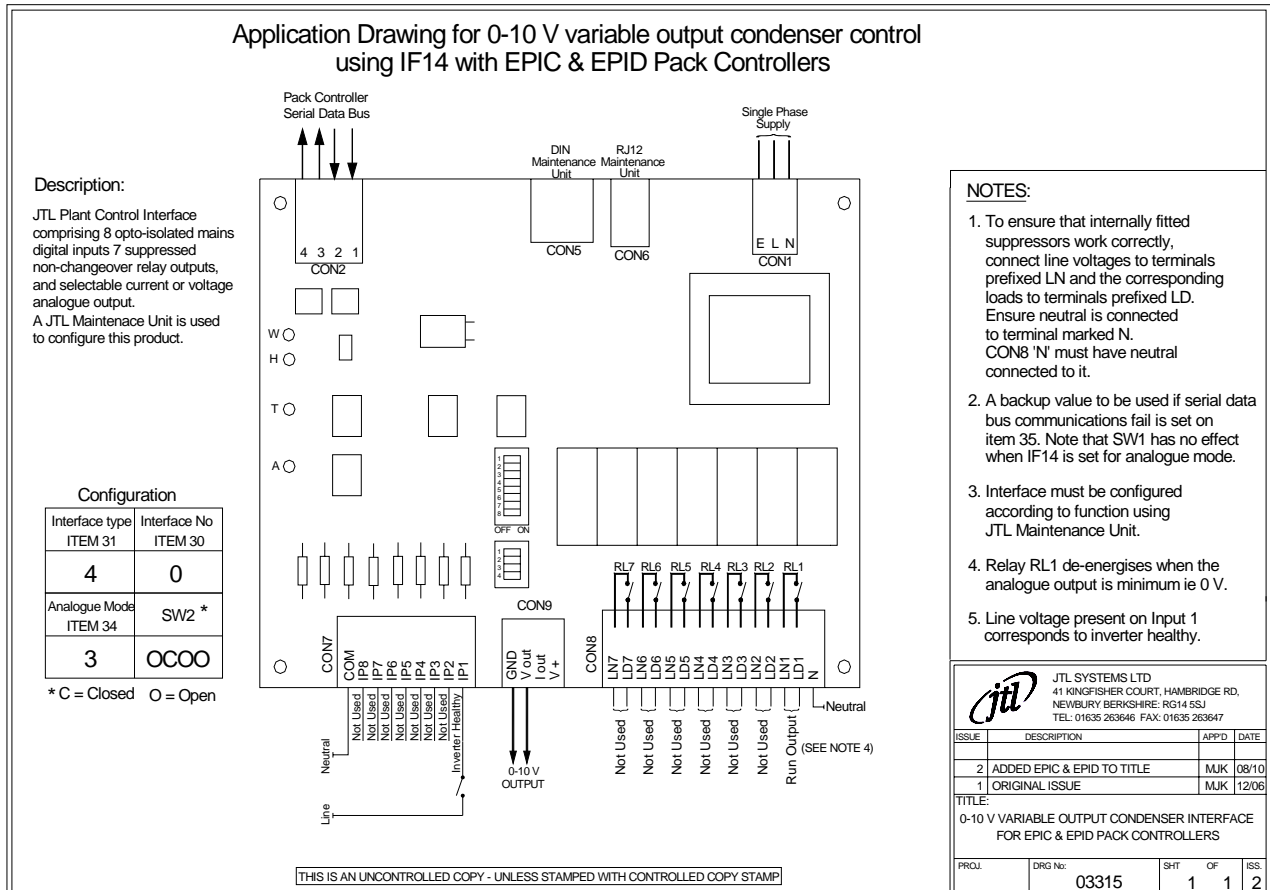 Application Drawing for 0-10 V variable output condenser control
using IF14 with EPIC & EPID Pack Controllers
Pack Controller
Serial Data Bus
DIN
Maintenance
Unit
RJ12
Maintenance
Unit
Single Phase
Supply
4 3 2 1
CON2
CON5
CON6
E L N
CON1
Description:
JTL Plant Control Interface
comprising 8 opto-isolated mains
digital inputs 7 suppressed
non-changeover relay outputs,
and selectable current or voltage
analogue output.
A JTL Maintenace Unit is used
to configure this product.
W
H
T
A
1
2
3
4
5
6
7
8
OFF ON
1
2
3
4
Configuration
Interface type
ITEM 31
Interface No
ITEM 30
4 0
Analogue Mode
ITEM 34
SW2 *
3 OCOO
* C = Closed O = Open
RL7 RL6 RL5 RL4 RL3 RL2 RL1
CON7
COM IP8 IP7 IP6 IP5 IP4 IP3 IP2 IP1
CON9
GND V out I out V +
CON8
LN7 LD7 LN6 LD6 LN5 LD5 LN4 LD4 LN3 LD3 LN2 LD2 LN1 LD1 N
Neutral
Not Used
Not Used
Not Used
Not Used
Not Used
Not Used
Not Used
Inverter Healthy
Line
0-10 V
OUTPUT
Not Used
Not Used
Not Used
Not Used
Not Used
Not Used
Run Output
Neutral
(SEE NOTE 4)
NOTES:
1. To ensure that internally fitted
suppressors work correctly,
connect line voltages to terminals
prefixed LN and the corresponding
loads to terminals prefixed LD.
Ensure neutral is connected
to terminal marked N.
CON8 'N' must have neutral
connected to it.
2. A backup value to be used if serial data
bus communications fail is set on
item 35. Note that SW1 has no effect
when IF14 is set for analogue mode.
3. Interface must be configured
according to function using
JTL Maintenance Unit.
4. Relay RL1 de-energises when the
analogue output is minimum ie 0 V.
5. Line voltage present on Input 1
corresponds to inverter healthy.
jtl
JTL SYSTEMS LTD
41 KINGFISHER COURT, HAMBRIDGE RD,
NEWBURY BERKSHIRE: RG14 5SJ
TEL: 01635 263646 FAX: 01635 263647
ISSUE DESCRIPTION APP'D DATE
2 ADDED EPIC & EPID TO TITLE MJK 08/10
1 ORIGINAL ISSUE MJK 12/06
TITLE:
0-10 V VARIABLE OUTPUT CONDENSER INTERFACE
FOR EPIC & EPID PACK CONTROLLERS
PROJ. DRG No: SHT OF ISS.
03315 1 1 2
THIS IS AN UNCONTROLLED COPY - UNLESS STAMPED WITH CONTROLLED COPY STAMP